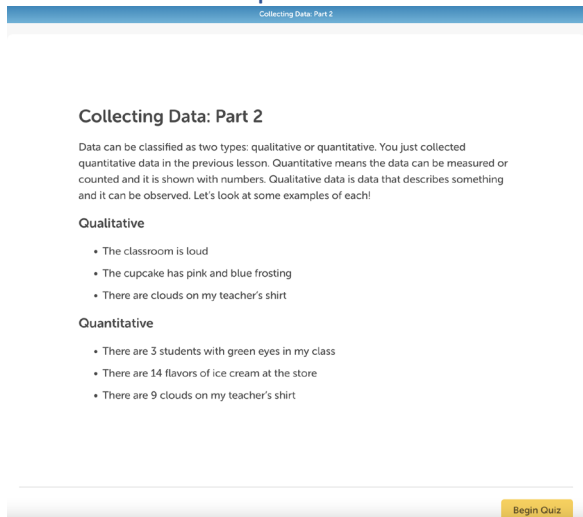 Collecting Data: Part 2
Collecting Data: Part 2
Data can be classified as two types: qualitative or quantitative. You just collected
quantitative data in the previous lesson. Quantitative means the data can be measured or
counted and it is shown with numbers. Qualitative data is data that describes something
and it can be observed. Let's look at some examples of each!
Qualitative
• The classroom is loud
• The cupcake has pink and blue frosting
• There are clouds on my teacher's shirt
Quantitative
• There are 3 students with green eyes in my class
• There are 14 flavors of ice cream at the store
• There are 9 clouds on my teacher's shirt
Begin Quiz